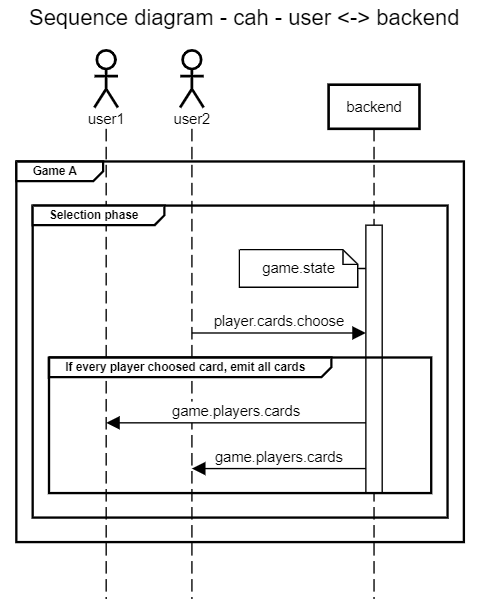 Sequence diagram - cah - user <-> backend
user1
user2
backend
Game A
Selection phase
game.state
player.cards.choose
If every player choosed card, emit all cards
game.players.cards
game.players.cards